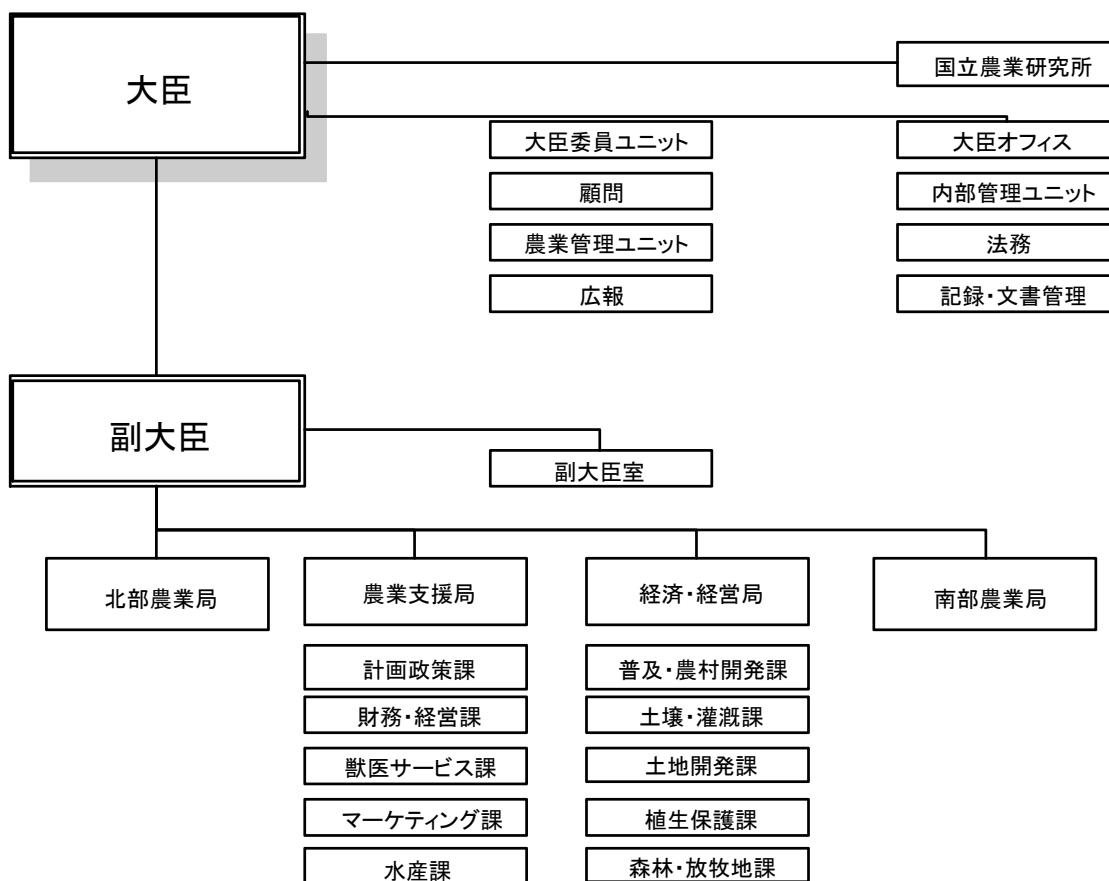 大臣
国立農業研究所
大臣委員ユニット
大臣オフィス
顧問
内部管理ユニット
農業管理ユニット
法務
広報
記録・文書管理
副大臣
副大臣室
北部農業局
農業支援局
経済・経営局
南部農業局
計画政策課
普及・農村開発課
財務・経営課
土壌・灌漑課
獣医サービス課
土地開発課
マーケティング課
植生保護課
水産課
森林・放牧地課